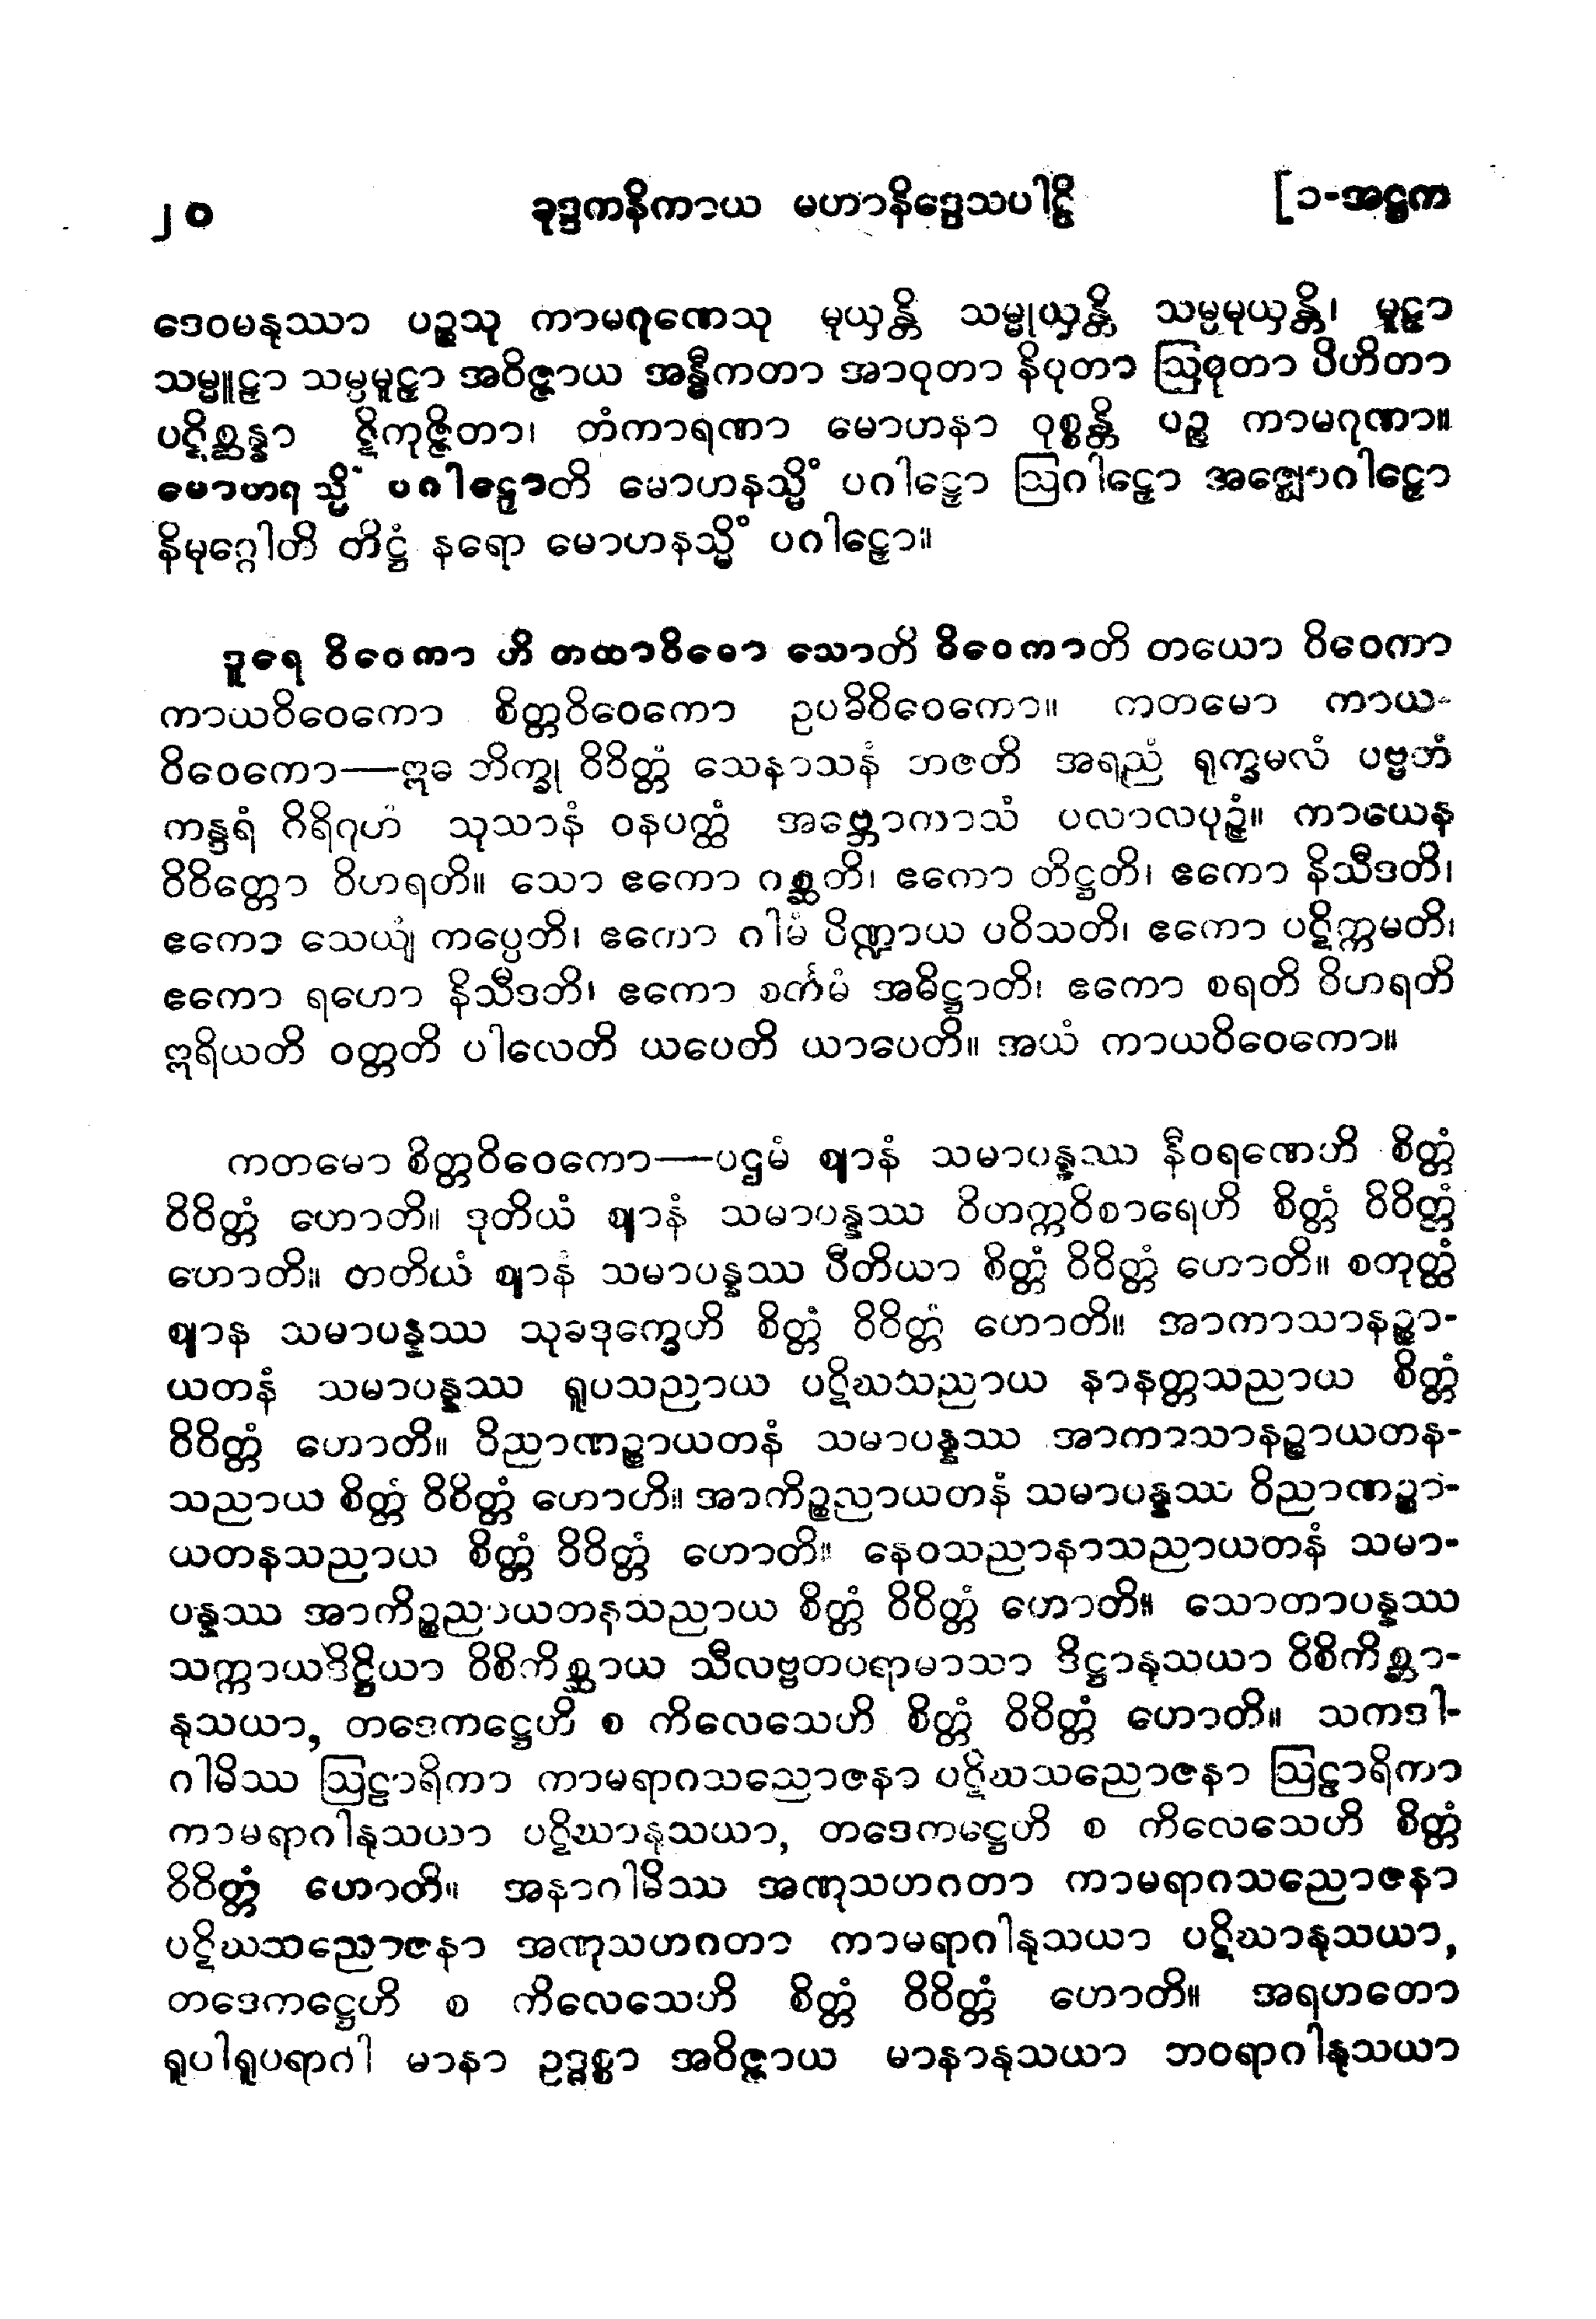 ၂၀ ခုဒ္ဒကနိကာယ မဟာနိဒ္ဒေသပါဠိ [၁-အဋ္ဌက
ဒေဝမနုဿာ ပဉ္စသု ကာမဂုဏေသု မုယှန္တိ သမ္မုယှန္တိ သမ္ပမုယှန္တိ၊ မူဠှာ
သမ္မူဠှာ သမ္ပမူဠှာ အဝိဇ္ဇာယ အန္ဓီကတာ အာဝုတာ နိဝုတာ ဩဝုတာ ပိဟိတာ
ပဋိစ္ဆန္နာ ပဋိကုဇ္ဇိတာ၊ တံကာရဏာ မောဟနာ ဝုစ္စန္တိ ပဉ္စ ကာမဂုဏာ။
မောဟနသ္မိံ ပဂါဠှောတိ မောဟနသ္မိံ ပဂါဠှော ဩဂါဠှော အဇ္ဈောဂါဠှော
နိမုဂ္ဂေါတိ တိဋ္ဌံ နရော မောဟနသ္မိံ ပဂါဠှော။
ဒူရေ ဝိဝေကာ ဟိ တထာဝိဓော သောတိ ဝိဝေကာတိ တယော ဝိဝေကာ
ကာယဝိဝေကော စိတ္တဝိဝေကော ဥပဓိဝိဝေကော။ ကတမော ကာယ-
ဝိဝေကော—ဣဓ ဘိက္ခု ဝိဝိတ္တံ သေနာသနံ ဘဇတိ အရညံ ရုက္ခမူလံ ပဗ္ဗတံ
ကန္ဒရံ ဂိရိဂုဟံ သုသာနံ ဝနပတ္ထံ အဗ္ဘောကာသံ ပလာလပုဉ္ဇံ။ ကာယေန
ဝိဝိတ္တော ဝိဟရတိ။ သော ဧကော ဂစ္ဆတိ၊ ဧကော တိဋ္ဌတိ၊ ဧကော နိသီဒတိ၊
ဧကော သေယျံ ကပ္ပေတိ၊ ဧကော ဂါမံ ပိဏ္ဍာယ ပဝိသတိ၊ ဧကော ပဋိက္ကမတိ၊
ဧကော ရဟော နိသီဒတိ၊ ဧကော စင်္ကမံ အဓိဋ္ဌာတိ၊ ဧကော စရတိ ဝိဟရတိ
ဣရိယတိ ဝတ္တတိ ပါလေတိ ယပေတိ ယာပေတိ။ အယံ ကာယဝိဝေကော။
ကတမော စိတ္တဝိဝေကော—ပဌမံ ဈာနံ သမာပန္နဿ နီဝရဏေဟိ စိတ္တံ
ဝိဝိတ္တံ ဟောတိ။ ဒုတိယံ ဈာနံ သမာပန္နဿ ဝိတက္ကဝိစာရေဟိ စိတ္တံ ဝိဝိတ္တံ
ဟောတိ။ တတိယံ ဈာနံ သမာပန္နဿ ပီတိယာ စိတ္တံ ဝိဝိတ္တံ ဟောတိ။ စတုတ္ထံ
ဈာန သမာပန္နဿ သုခဒုက္ခေဟိ စိတ္တံ ဝိဝိတ္တံ ဟောတိ။ အာကာသာနဉ္စာ-
ယတနံ သမာပန္နဿ ရူပသညာယ ပဋိဃသညာယ နာနတ္တသညာယ စိတ္တံ
ဝိဝိတ္တံ ဟောတိ။ ဝိညာဏဉ္စာယတနံ သမာပန္နဿ အာကာသာနဉ္စာယတန-
သညာယ စိတ္တံ ဝိဝိတ္တံ ဟောတိ။ အာကိဉ္စညာယတနံ သမာပန္နဿ ဝိညာဏဉ္စာ-
ယတနသညာယ စိတ္တံ ဝိဝိတ္တံ ဟောတိ။ နေဝသညာနာသညာယတနံ သမာ-
ပန္နဿ အာကိဉ္စညာယတနသညာယ စိတ္တံ ဝိဝိတ္တံ ဟောတိ။ သောတာပန္နဿ
သက္ကာယဒိဋ္ဌိယာ ဝိစိကိစ္ဆာယ သီလဗ္ဗတပရာမာသာ ဒိဋ္ဌာနုသယာ ဝိစိကိစ္ဆာ-
နုသယာ, တဒေကဋ္ဌေဟိ စ ကိလေသေဟိ စိတ္တံ ဝိဝိတ္တံ ဟောတိ။ သကဒါ-
ဂါမိဿ ဩဠာရိကာ ကာမရာဂသညောဇနာ ပဋိဃသညောဇနာ ဩဠာရိကာ
ကာမရာဂါနုသယာ ပဋိဃာနုသယာ, တဒေကဋ္ဌေဟိ စ ကိလေသေဟိ စိတ္တံ
ဝိဝိတ္တံ ဟောတိ။ အနာဂါမိဿ အဏုသဟဂတာ ကာမရာဂသညောဇနာ
ပဋိဃသညောဇနာ အဏုသဟဂတာ ကာမရာဂါနုသယာ ပဋိဃာနုသယာ,
တဒေကဋ္ဌေဟိ စ ကိလေသေဟိ စိတ္တံ ဝိဝိတ္တံ ဟောတိ။ အရဟတော
ရူပါရူပရာဂါ မာနာ ဥဒ္ဓစ္စာ အဝိဇ္ဇာယ မာနာနုသယာ ဘဝရာဂါနုသယာ